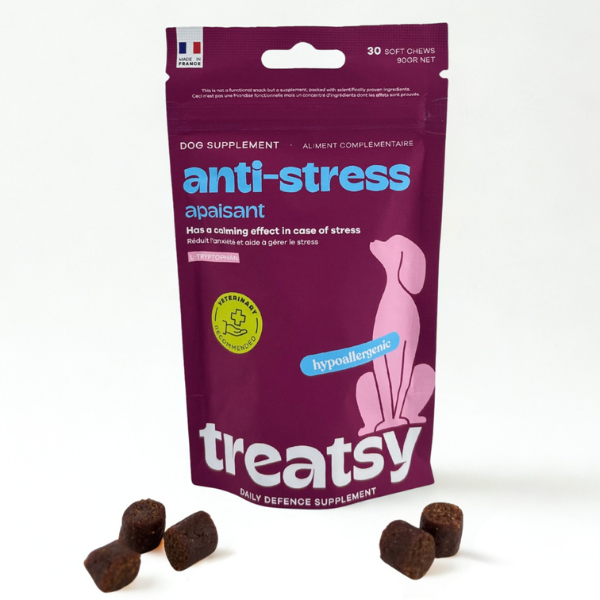 MADE IN
FRANCE
30 SOFT CHEWS
90GR NET
This is not a functional snack but a supplement, packed with scientifically proven ingredients.
Ceci n'est pas une friandise fonctionnelle mais un concentré d'ingrédients dont les effets sont prouvés
DOG SUPPLEMENT · ALIMENT COMPLEMENTAIRE
anti-stress
apaisant
Has a calming effect in case of stress
Réduit l'anxiété et aide à gérer le stress
L-TRYPTOPHAN
VETERINARY
RECOMMENDED
hypoallergenic
treatsy
DAILY DEFENCE SUPPLEMENT